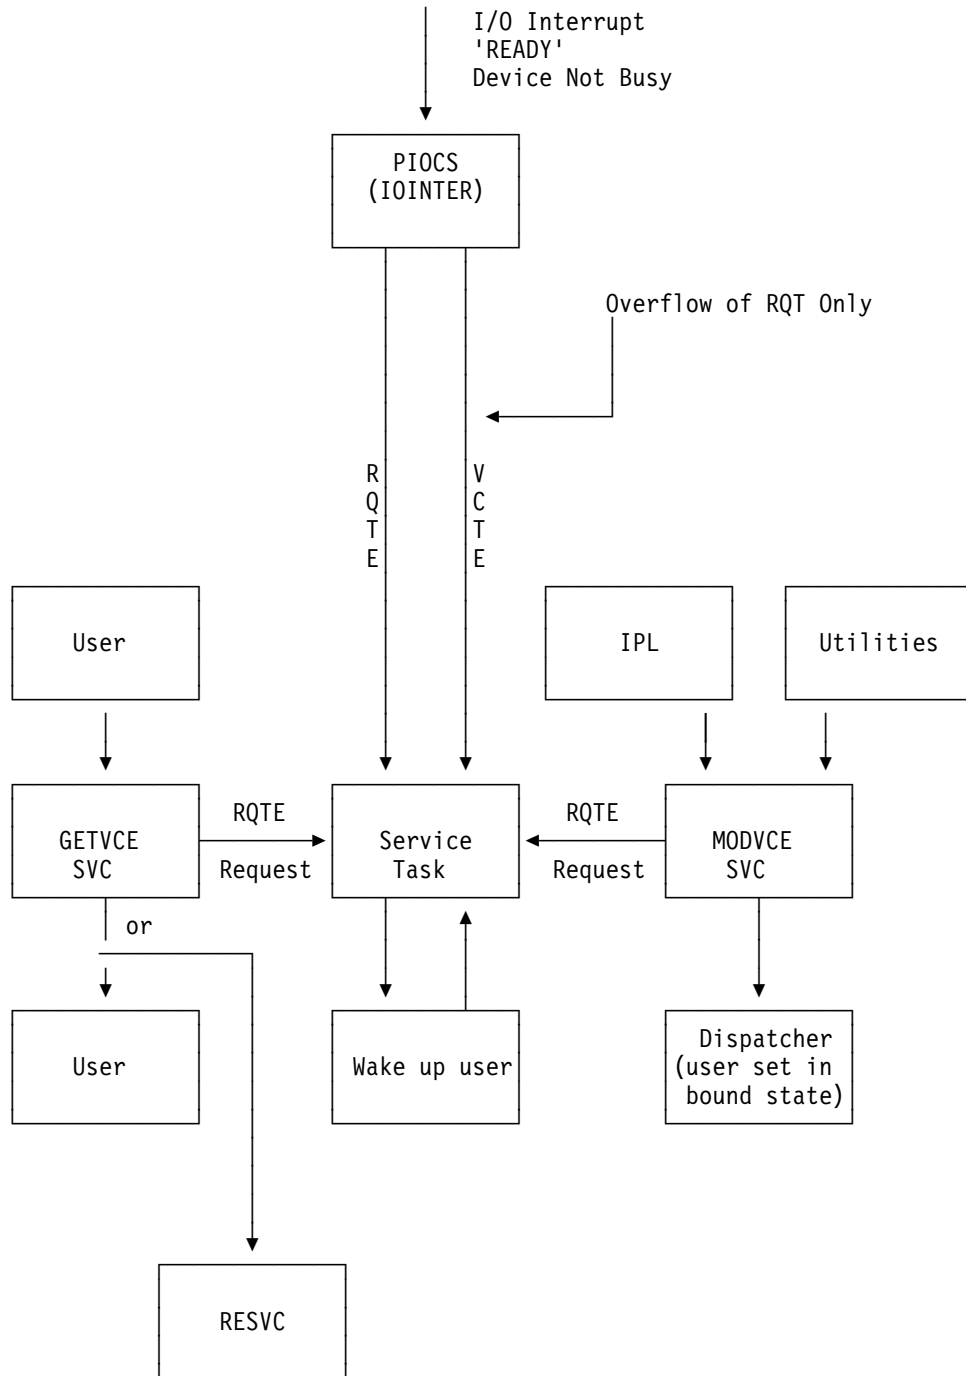 I/O Interrupt
'READY'
Device Not Busy
PIOCS
(IOINTER)
Overflow of RQT Only
R
Q
T
E
V
C
T
E
User
IPL
Utilities
GETVCE
SVC
RQTE
Request
Service
Task
RQTE
Request
MODVCE
SVC
or
User
Wake up user
Dispatcher
(user set in
bound state)
RESVC